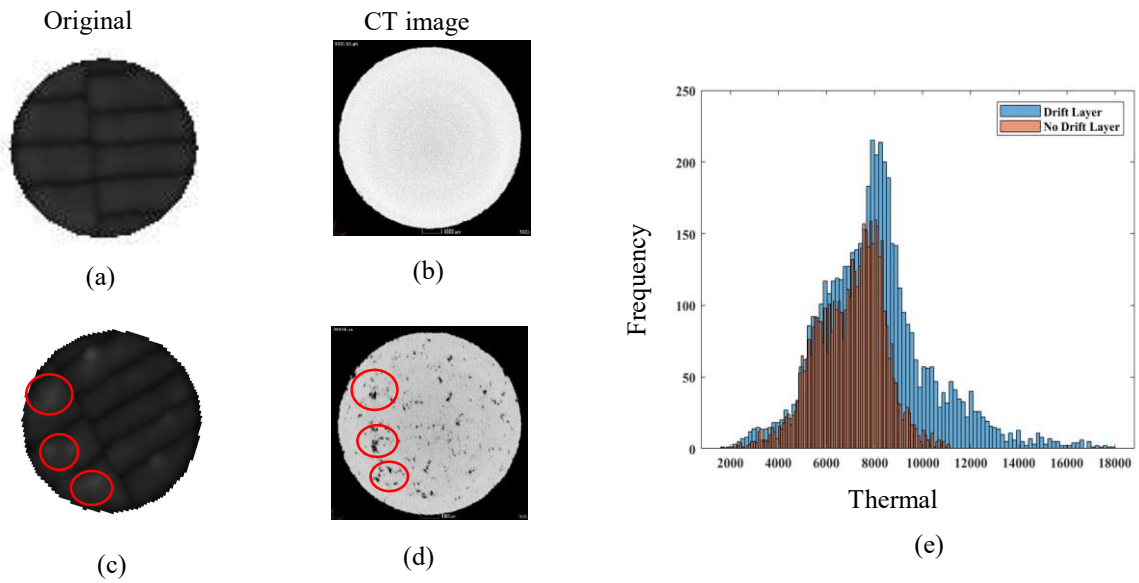 Original
CT image
(a)
(b)
(c)
(d)
250
200
150
100
50
0
Frequency
Drift Layer
No Drift Layer
2000 4000 6000 8000 10000 12000 14000 16000 18000
Thermal
(e)